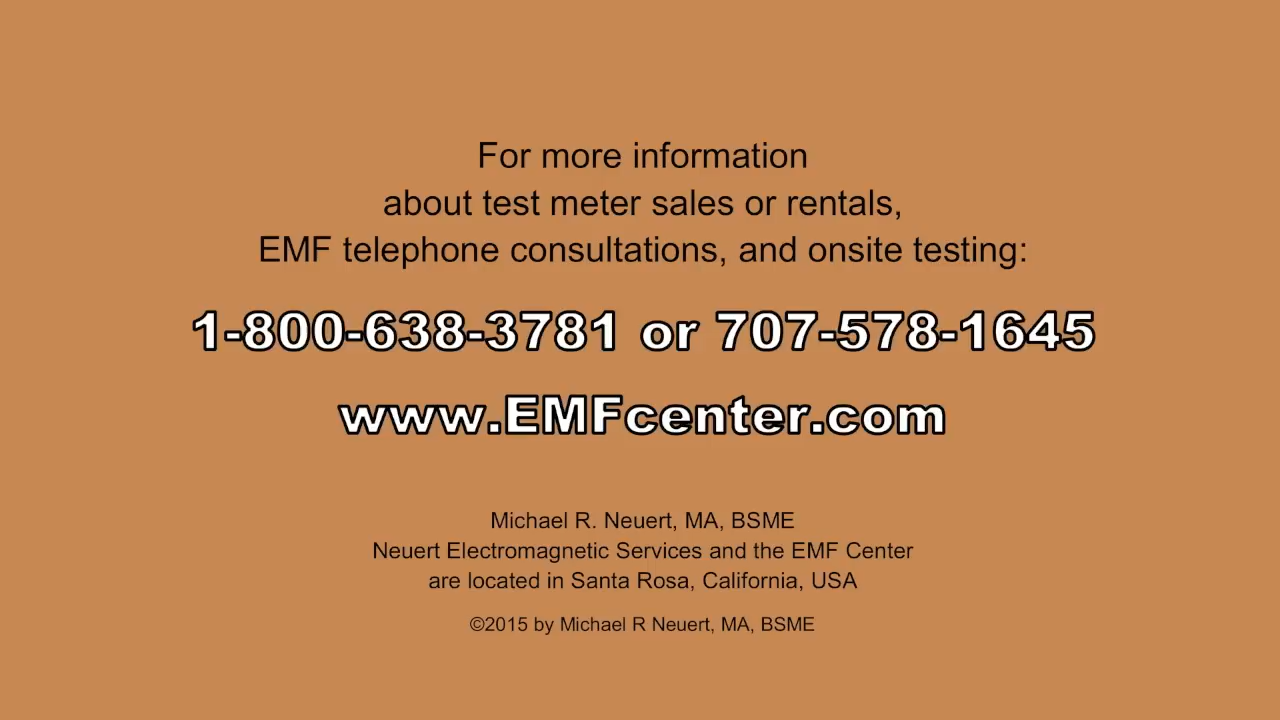 For more information
about test meter sales or rentals,
EMF telephone consultations, and onsite testing:
1-800-638-3781 or 707-578-1645
www.EMFcenter.com
Michael R. Neuert, MA, BSME
Neuert Electromagnetic Services and the EMF Center
are located in Santa Rosa, California, USA
©2015 by Michael R Neuert, MA, BSME